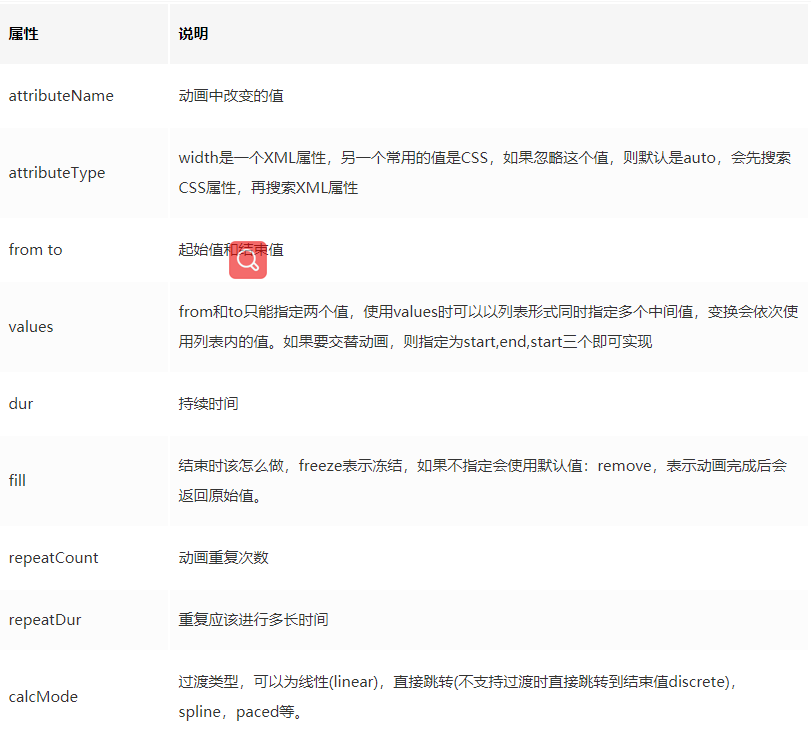 属性 说明
attributeName 动画中改变的值
attributeType width是一个XML属性，另一个常用的值是CSS，如果忽略这个值，则默认是auto，会先搜索
CSS属性，再搜索XML属性
from to 起始值和结束值
values from和to只能指定两个值，使用values时可以以列表形式同时指定多个中间值，变换会依次使
用列表内的值。如果要交替动画，则指定为start,end,start三个即可实现
dur 持续时间
fill 结束时该怎么做，freeze表示冻结，如果不指定会使用默认值：remove，表示动画完成后会
返回原始值。
repeatCount 动画重复次数
repeatDur 重复应该进行多长时间
calcMode 过渡类型，可以为线性(linear)，直接跳转(不支持过渡时直接跳转到结束值discrete)，
spline，paced等。